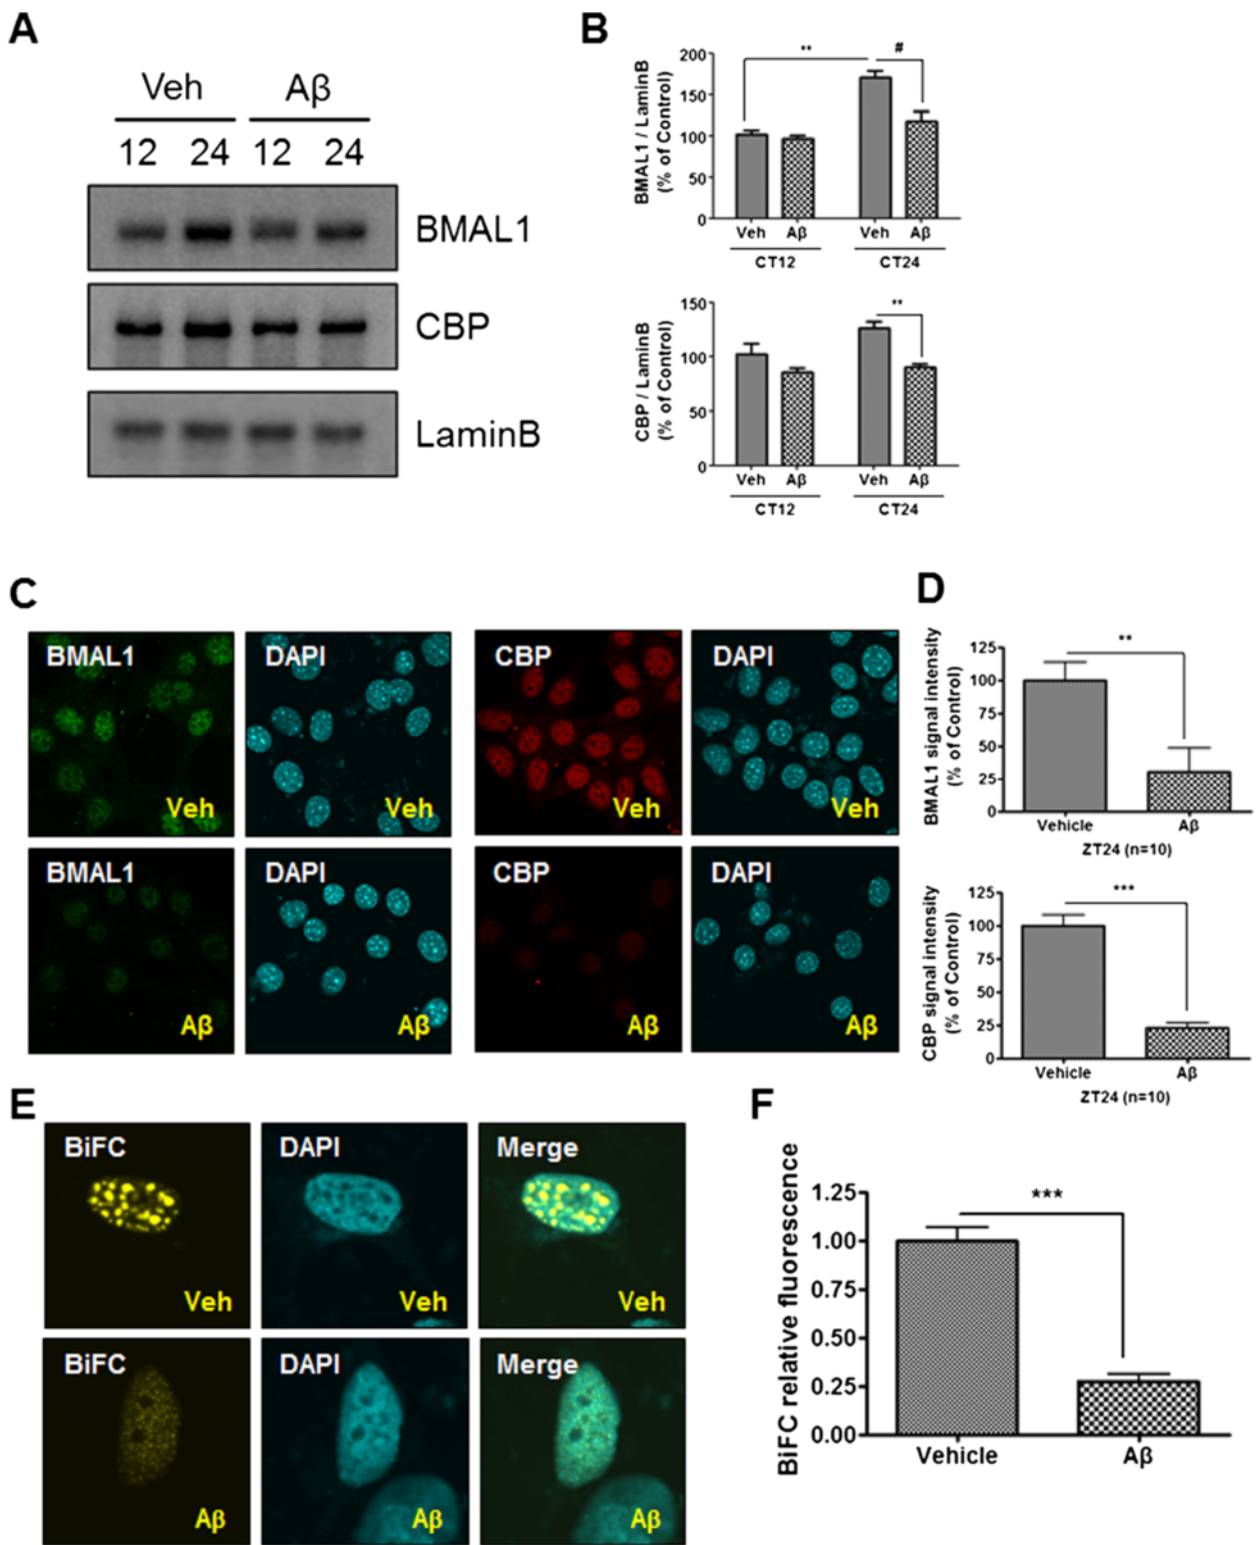 A
Veh Aβ
12 24 12 24
BMAL1
CBP
LaminB
B
BMAL1 / LaminB
(% of Control)
200
150
100
50
0
**
#
Veh Aβ Veh Aβ
CT12 CT24
CBP / LaminB
(% of Control)
150
100
50
0
**
Veh Aβ Veh Aβ
CT12 CT24
C
BMAL1 DAPI CBP DAPI
Veh Veh Veh Veh
BMAL1 DAPI CBP DAPI
Aβ Aβ Aβ Aβ
D
BMAL1 signal intensity
(% of Control)
125
100
75
50
25
0
**
Vehicle Aβ
ZT24 (n=10)
CBP signal intensity
(% of Control)
125
100
75
50
25
0
***
Vehicle Aβ
ZT24 (n=10)
E
BiFC DAPI Merge
Veh Veh Veh
BiFC DAPI Merge
Aβ Aβ Aβ
F
BiFC relative fluorescence
1.25
1.00
0.75
0.50
0.25
0.00
***
Vehicle Aβ